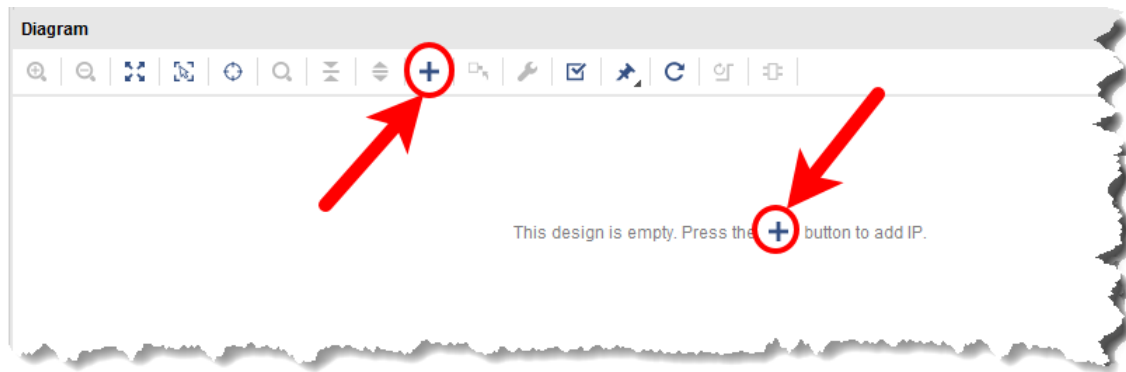 Diagram
This design is empty. Press the + button to add IP.